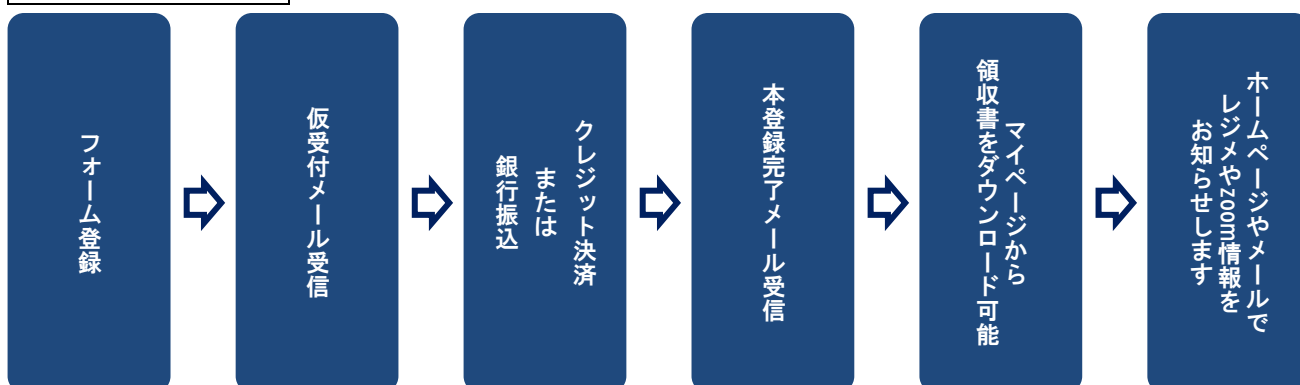 フォーム登録
仮受付メール受信
クレジット決済
または
銀行振込
本登録完了メール受信
マイページから
領収書をダウンロード可能
ホームページやメールで
レジメやzoom情報を
お知らせします